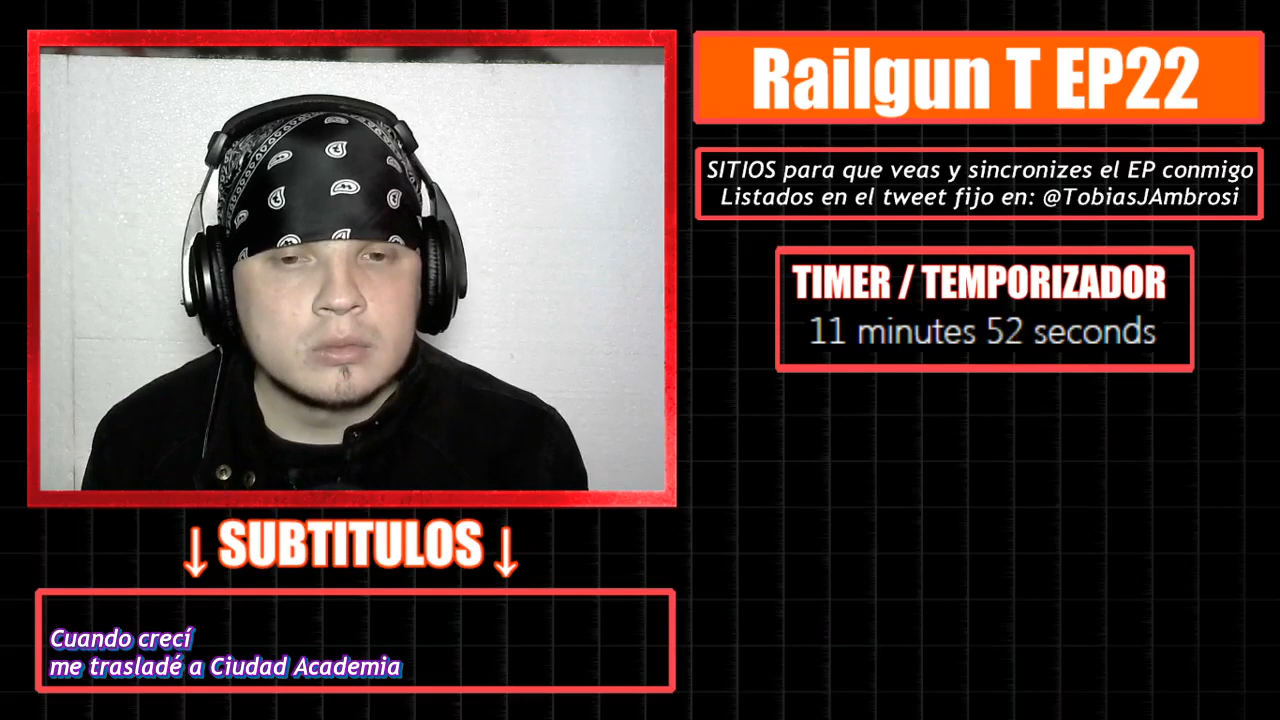 Railgun T EP22
SITIOS para que veas y sincronizes el EP conmigo
Listados en el tweet fijo en: @TobiasJAmbrosi
TIMER / TEMPORIZADOR
11 minutes 52 seconds
↓ SUBTITULOS ↓
Cuando crecí
me trasladé a Ciudad Academia